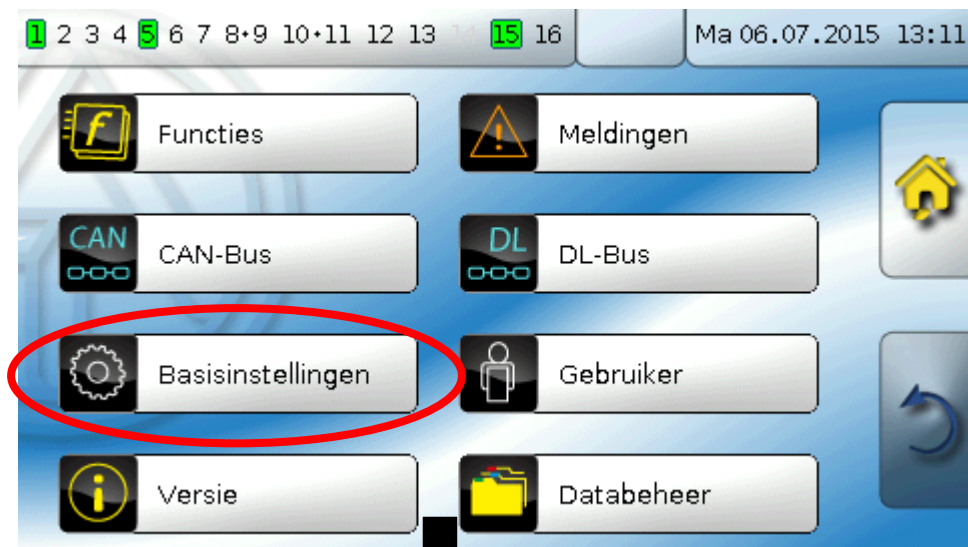 1 2 3 4 5 6 7 8•9 10•11 12 13 14 15 16 Ma 06.07.2015 13:11
Functies
Meldingen
CAN
CAN-Bus
DL
DL-Bus
Basisinstellingen
Gebruiker
Versie
Databeheer